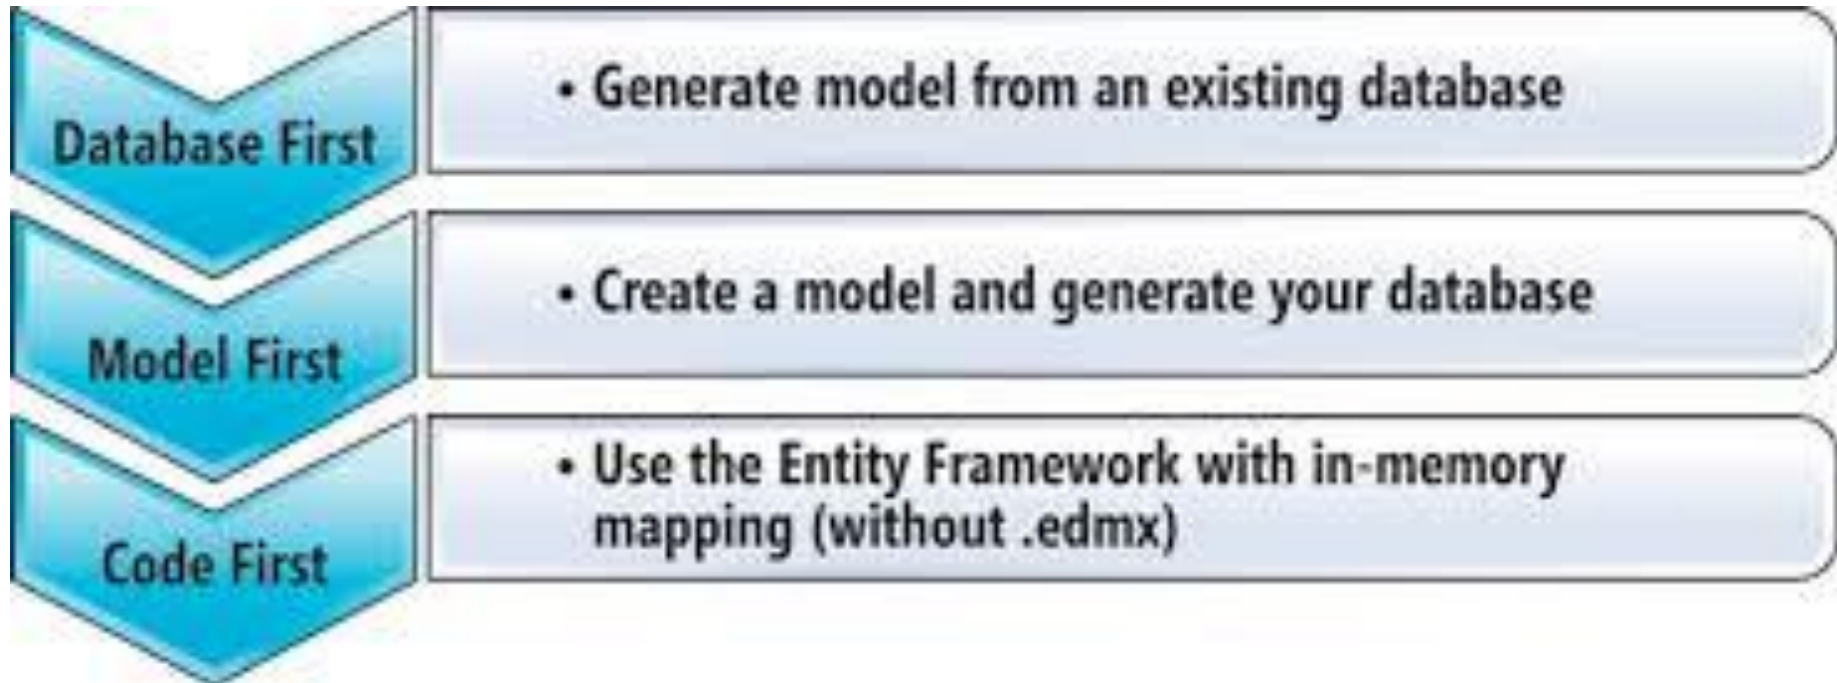 Database First
• Generate model from an existing database
Model First
• Create a model and generate your database
Code First
• Use the Entity Framework with in-memory
mapping (without .edmx)